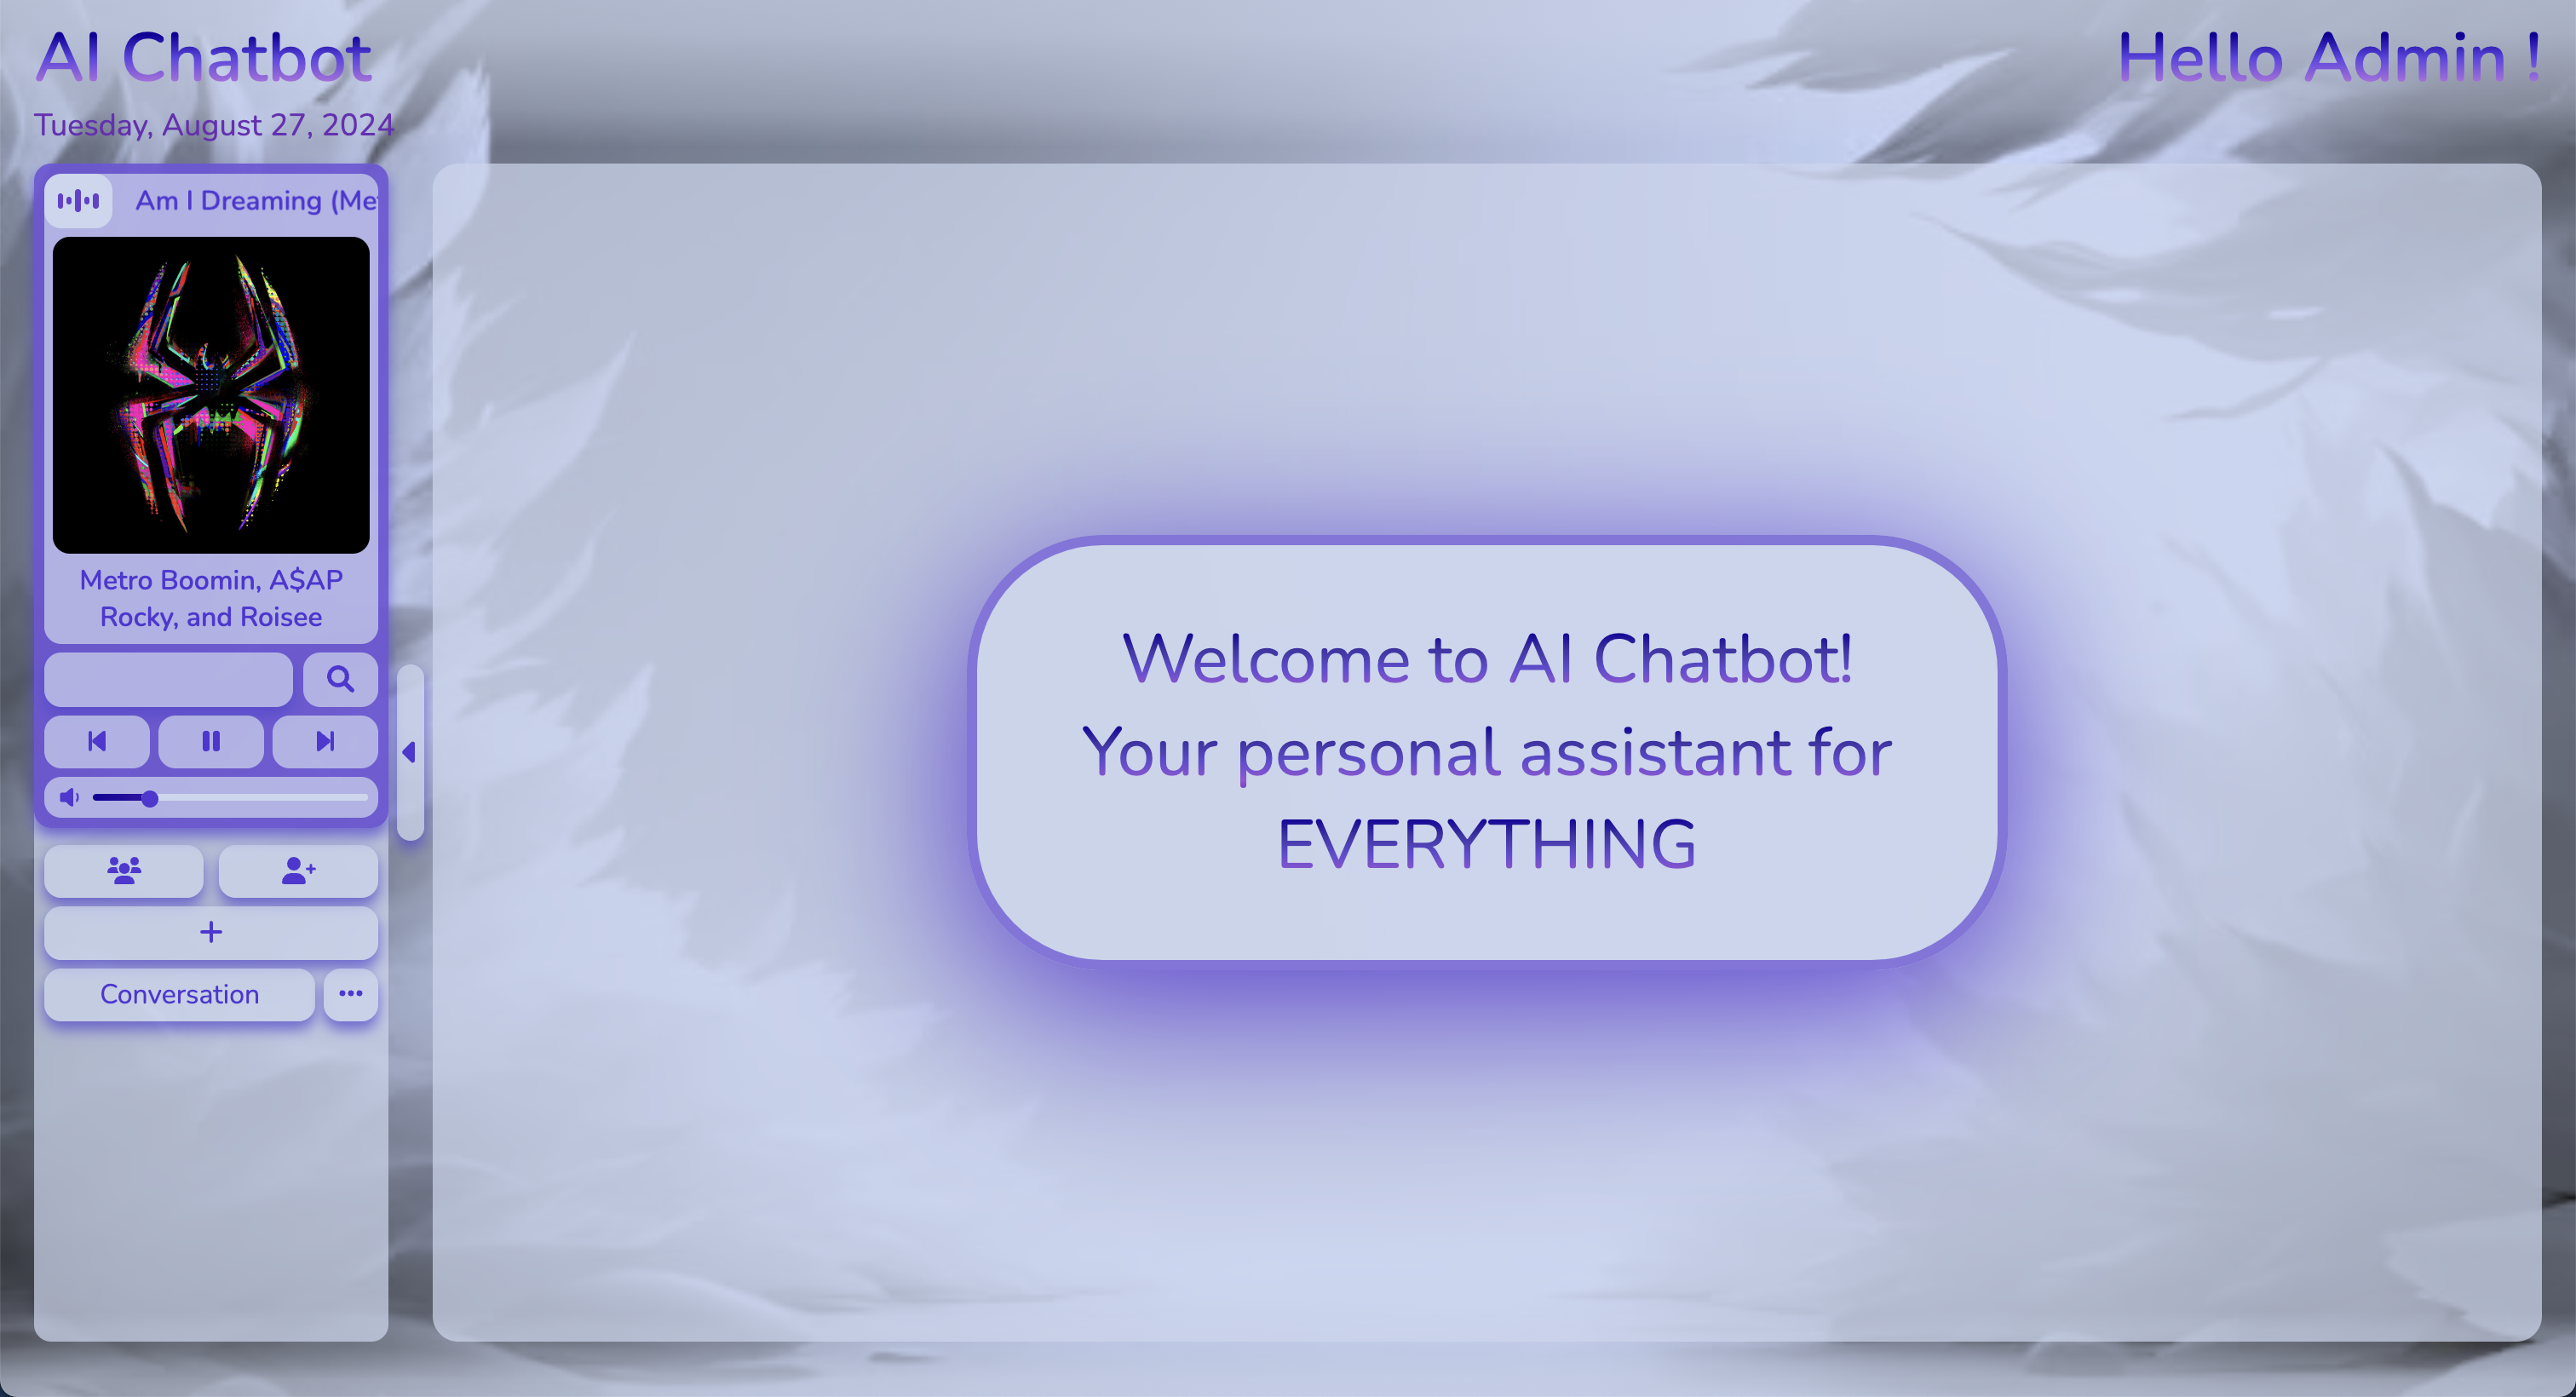 AI Chatbot
Hello Admin !
Tuesday, August 27, 2024
Am I Dreaming (Met
Metro Boomin, A$AP
Rocky, and Roisee
Conversation
Welcome to AI Chatbot!
Your personal assistant for
EVERYTHING